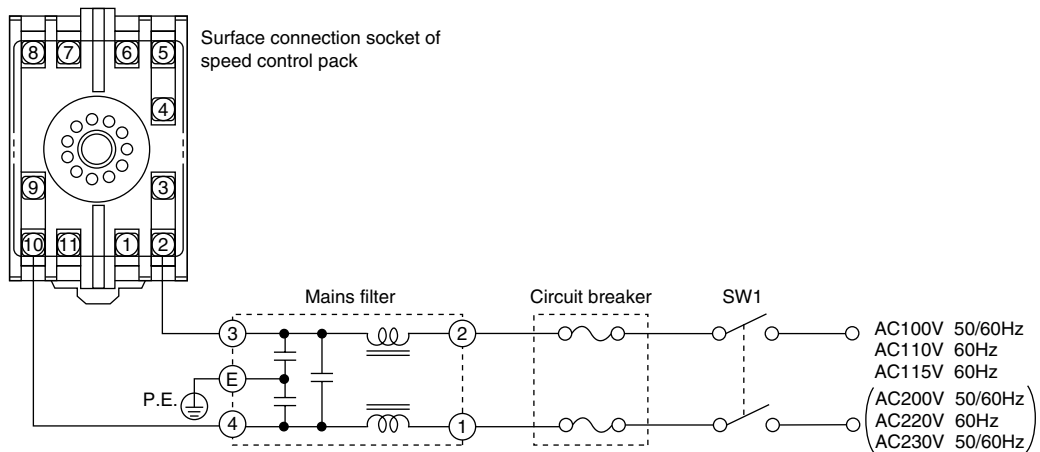 Surface connection socket of
speed control pack
8 7 6 5
4
9 3
10 11 1 2
Mains filter
Circuit breaker
SW1
3 2
E
P.E.
4 1
AC100V 50/60Hz
AC110V 60Hz
AC115V 60Hz
(AC200V 50/60Hz
AC220V 60Hz
AC230V 50/60Hz)